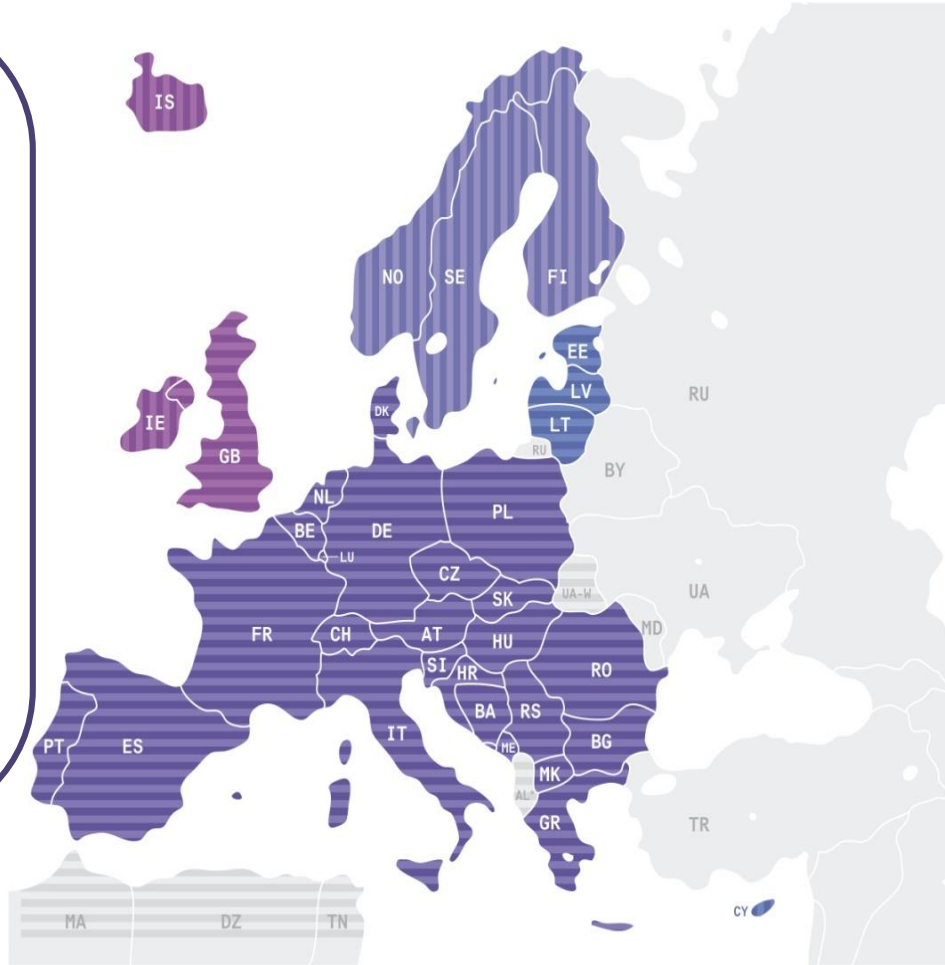 IS
NO
SE
FI
EE
LV
LT
RU
RU
BY
IE
GB
DK
NL
BE
LU
DE
PL
CZ
SK
UA-W
UA
MD
FR
CH
AT
HU
SI
HR
RO
BA
RS
BG
ME
MK
AL*
GR
IT
PT
ES
TR
CY
MA
DZ
TN